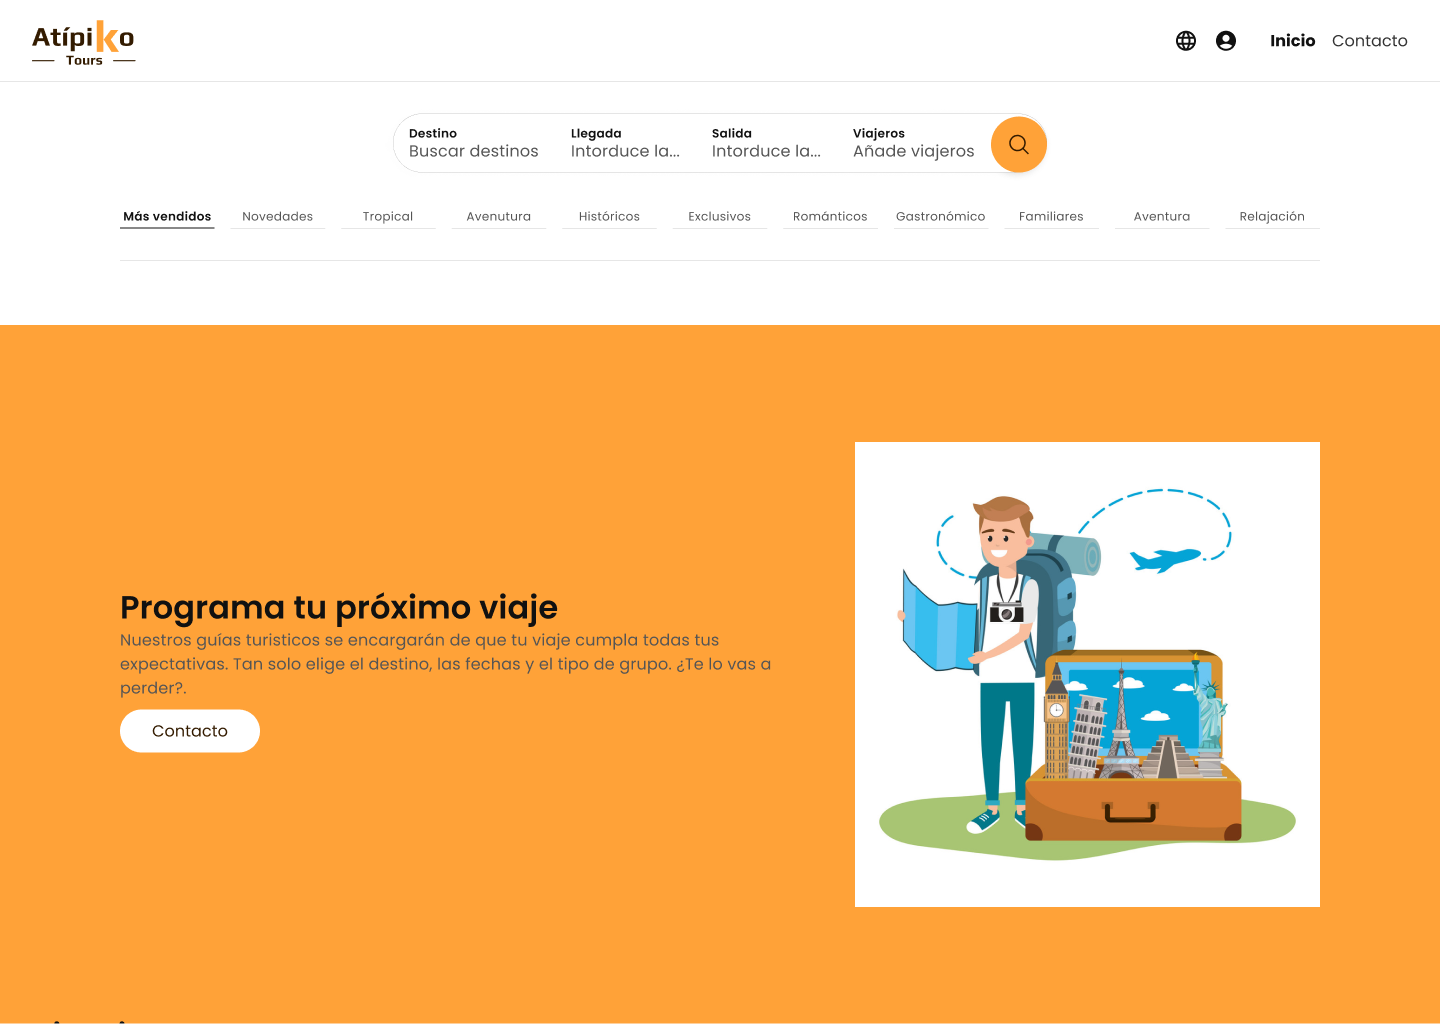 Atípiko
Tours
Inicio
Contacto
Destino
Buscar destinos
Llegada
Intorduce la...
Salida
Intorduce la...
Viajeros
Añade viajeros
Más vendidos
Novedades
Tropical
Avenutura
Históricos
Exclusivos
Románticos
Gastronómico
Familiares
Aventura
Relajación
Programa tu próximo viaje
Nuestros guías turisticos se encargarán de que tu viaje cumpla todas tus
expectativas. Tan solo elige el destino, las fechas y el tipo de grupo. ¿Te lo vas a
perder?.
Contacto